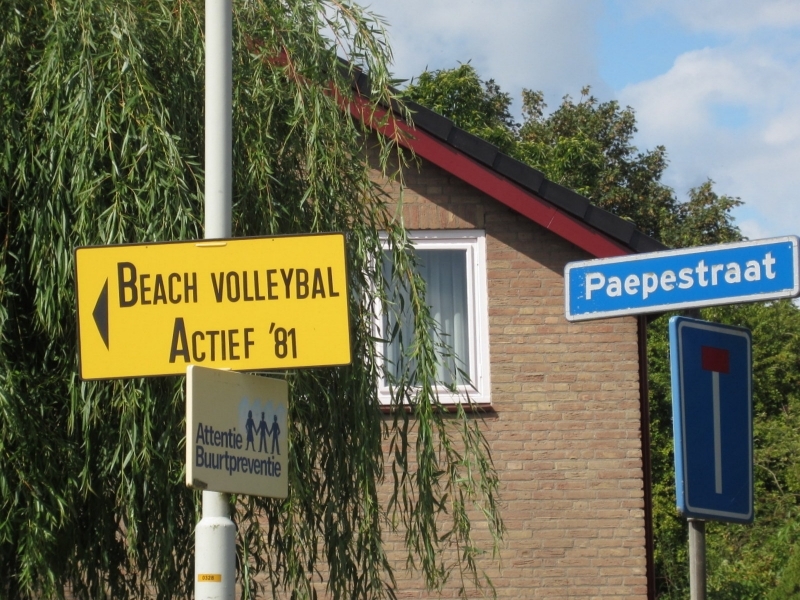 BEACH VOLLEYBAL
ACTIEF '81
Attentie
Buurtpreventie
Paepestraat